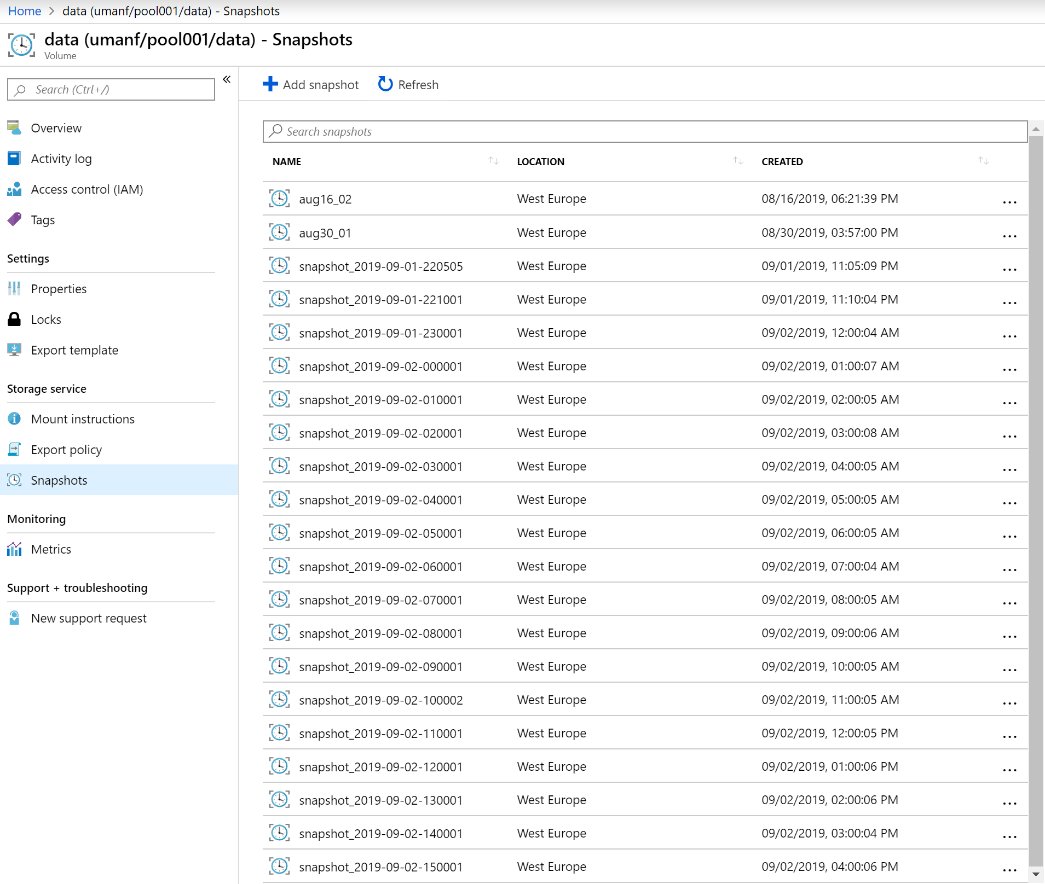 Home > data (umanf/pool001/data) - Snapshots
data (umanf/pool001/data) - Snapshots
Volume
Search (Ctrl+/)
«
Overview
Activity log
Access control (IAM)
Tags
Settings
Properties
Locks
Export template
Storage service
Mount instructions
Export policy
Snapshots
Monitoring
Metrics
Support + troubleshooting
New support request
Add snapshot Refresh
Search snapshots
NAME LOCATION CREATED
aug16_02 West Europe 08/16/2019, 06:21:39 PM ...
aug30_01 West Europe 08/30/2019, 03:57:00 PM ...
snapshot_2019-09-01-220505 West Europe 09/01/2019, 11:05:09 PM ...
snapshot_2019-09-01-221001 West Europe 09/01/2019, 11:10:04 PM ...
snapshot_2019-09-01-230001 West Europe 09/02/2019, 12:00:04 AM ...
snapshot_2019-09-02-000001 West Europe 09/02/2019, 01:00:07 AM ...
snapshot_2019-09-02-010001 West Europe 09/02/2019, 02:00:05 AM ...
snapshot_2019-09-02-020001 West Europe 09/02/2019, 03:00:08 AM ...
snapshot_2019-09-02-030001 West Europe 09/02/2019, 04:00:05 AM ...
snapshot_2019-09-02-040001 West Europe 09/02/2019, 05:00:05 AM ...
snapshot_2019-09-02-050001 West Europe 09/02/2019, 06:00:05 AM ...
snapshot_2019-09-02-060001 West Europe 09/02/2019, 07:00:04 AM ...
snapshot_2019-09-02-070001 West Europe 09/02/2019, 08:00:05 AM ...
snapshot_2019-09-02-080001 West Europe 09/02/2019, 09:00:06 AM ...
snapshot_2019-09-02-090001 West Europe 09/02/2019, 10:00:05 AM ...
snapshot_2019-09-02-100002 West Europe 09/02/2019, 11:00:05 AM ...
snapshot_2019-09-02-110001 West Europe 09/02/2019, 12:00:05 PM ...
snapshot_2019-09-02-120001 West Europe 09/02/2019, 01:00:06 PM ...
snapshot_2019-09-02-130001 West Europe 09/02/2019, 02:00:06 PM ...
snapshot_2019-09-02-140001 West Europe 09/02/2019, 03:00:04 PM ...
snapshot_2019-09-02-150001 West Europe 09/02/2019, 04:00:06 PM ...